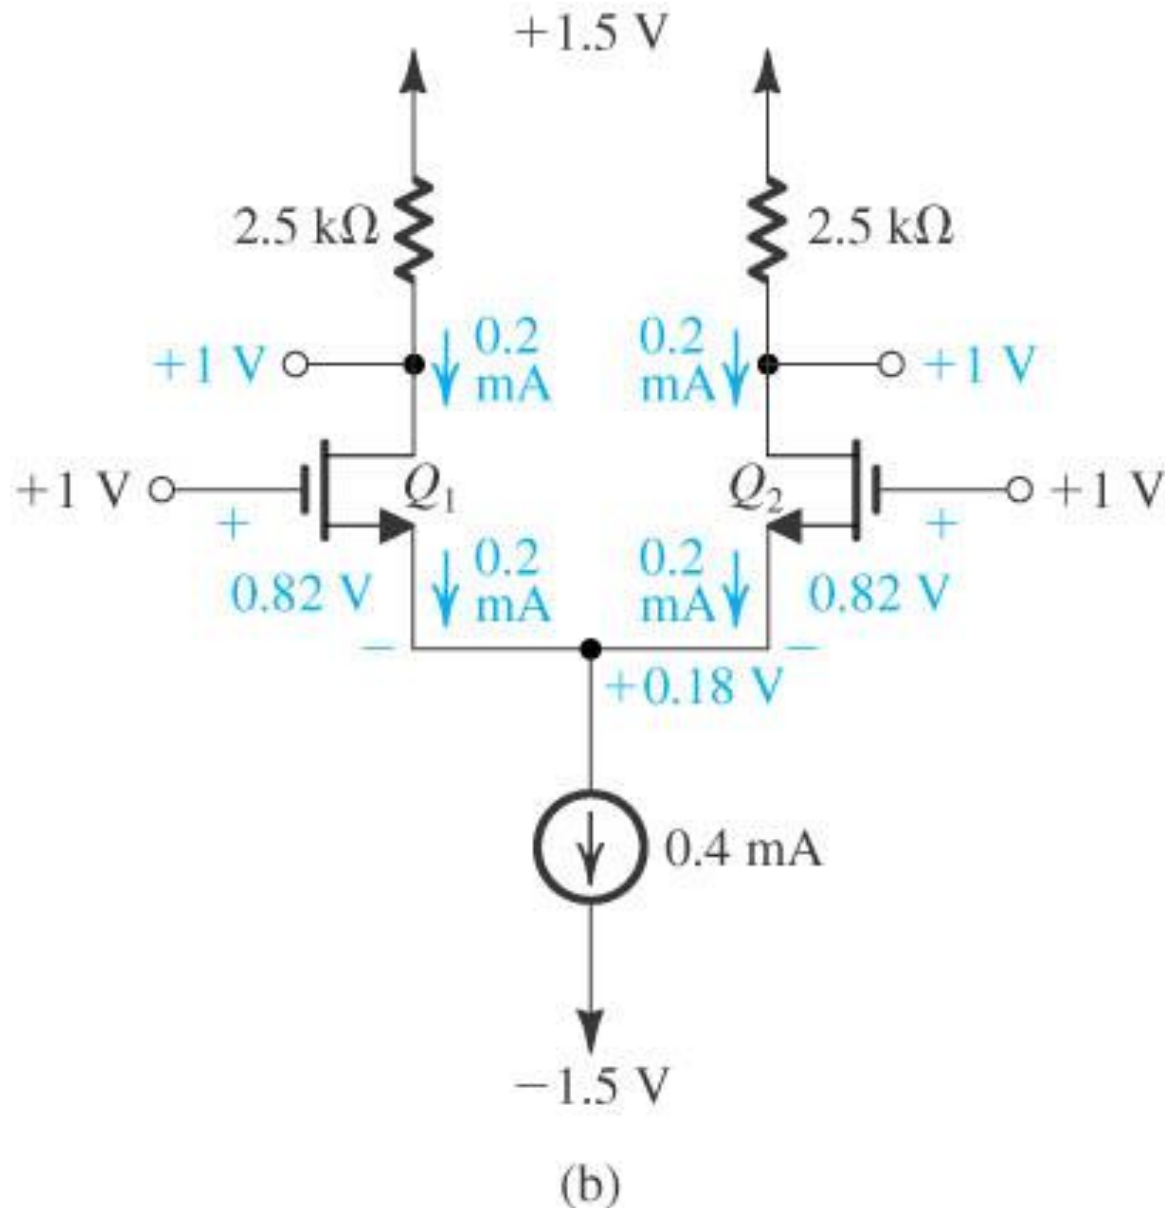 +1.5 V
2.5 kΩ
2.5 kΩ
+1 V
0.2
mA
0.2
mA
+1 V
+1 V
Q1
Q2
+1 V
+
+
0.82 V
0.2
mA
0.2
mA
0.82 V
−
−
+0.18 V
0.4 mA
−1.5 V
(b)